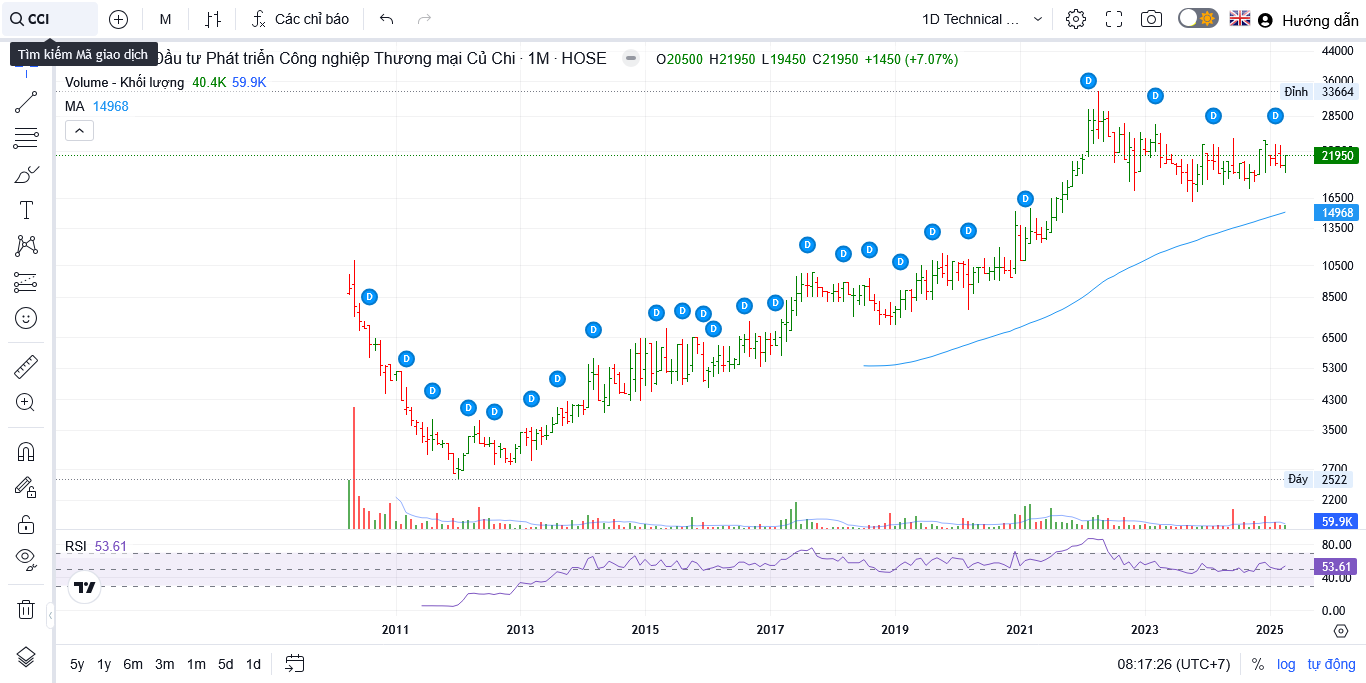 CCI
M
Các chỉ báo
1D Technical ...
Hướng dẫn
Tìm kiếm Mã giao dịch
Đầu tư Phát triển Công nghiệp Thương mại Củ Chi · 1M · HOSE
O20500 H21950 L19450 C21950 +1450 (+7.07%)
Volume - Khối lượng 40.4K 59.9K
MA 14968
44000
36000
Đỉnh 33664
28500
21950
16500
14968
13500
10500
8500
6500
5300
4300
3500
2700
Đáy 2522
2200
59.9K
D D D D D D D D D D D D D D D D D D D D D D D D D
RSI 53.61
80.00
53.61
40.00
0.00
2011 2013 2015 2017 2019 2021 2023 2025
5y 1y 6m 3m 1m 5d 1d
08:17:26 (UTC+7) % log tự động